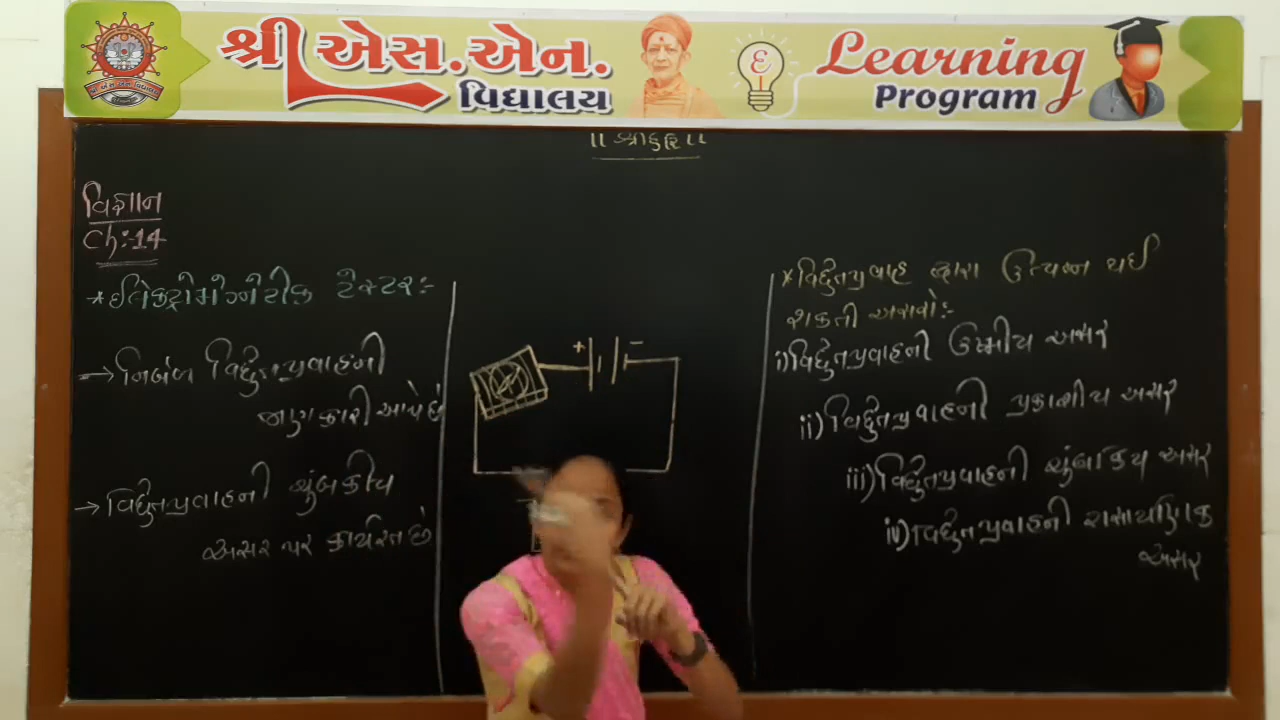 શ્રી એસ.એન.
વિદ્યાલય
ε
Learning
Program
।। શ્રીહરિ ।।
વિજ્ઞાન
Ch:-14
* ઈલેક્ટ્રોમેગ્નેટીક ટેસ્ટર:-
→ નિર્બળ વિદ્યુતપ્રવાહની
જાણકારી આપે છે
→ વિદ્યુતપ્રવાહની ચુંબકીય
અસર પર કાર્યરત છે
+ -
* વિદ્યુતપ્રવાહ દ્વારા ઉત્પન્ન થઈ
શકતી અસરો:-
i) વિદ્યુતપ્રવાહની ઉષ્મીય અસર
ii) વિદ્યુતપ્રવાહની પ્રકાશીય અસર
iii) વિદ્યુતપ્રવાહની ચુંબકિય અસર
iv) વિદ્યુતપ્રવાહની રાસાયણિક
અસર